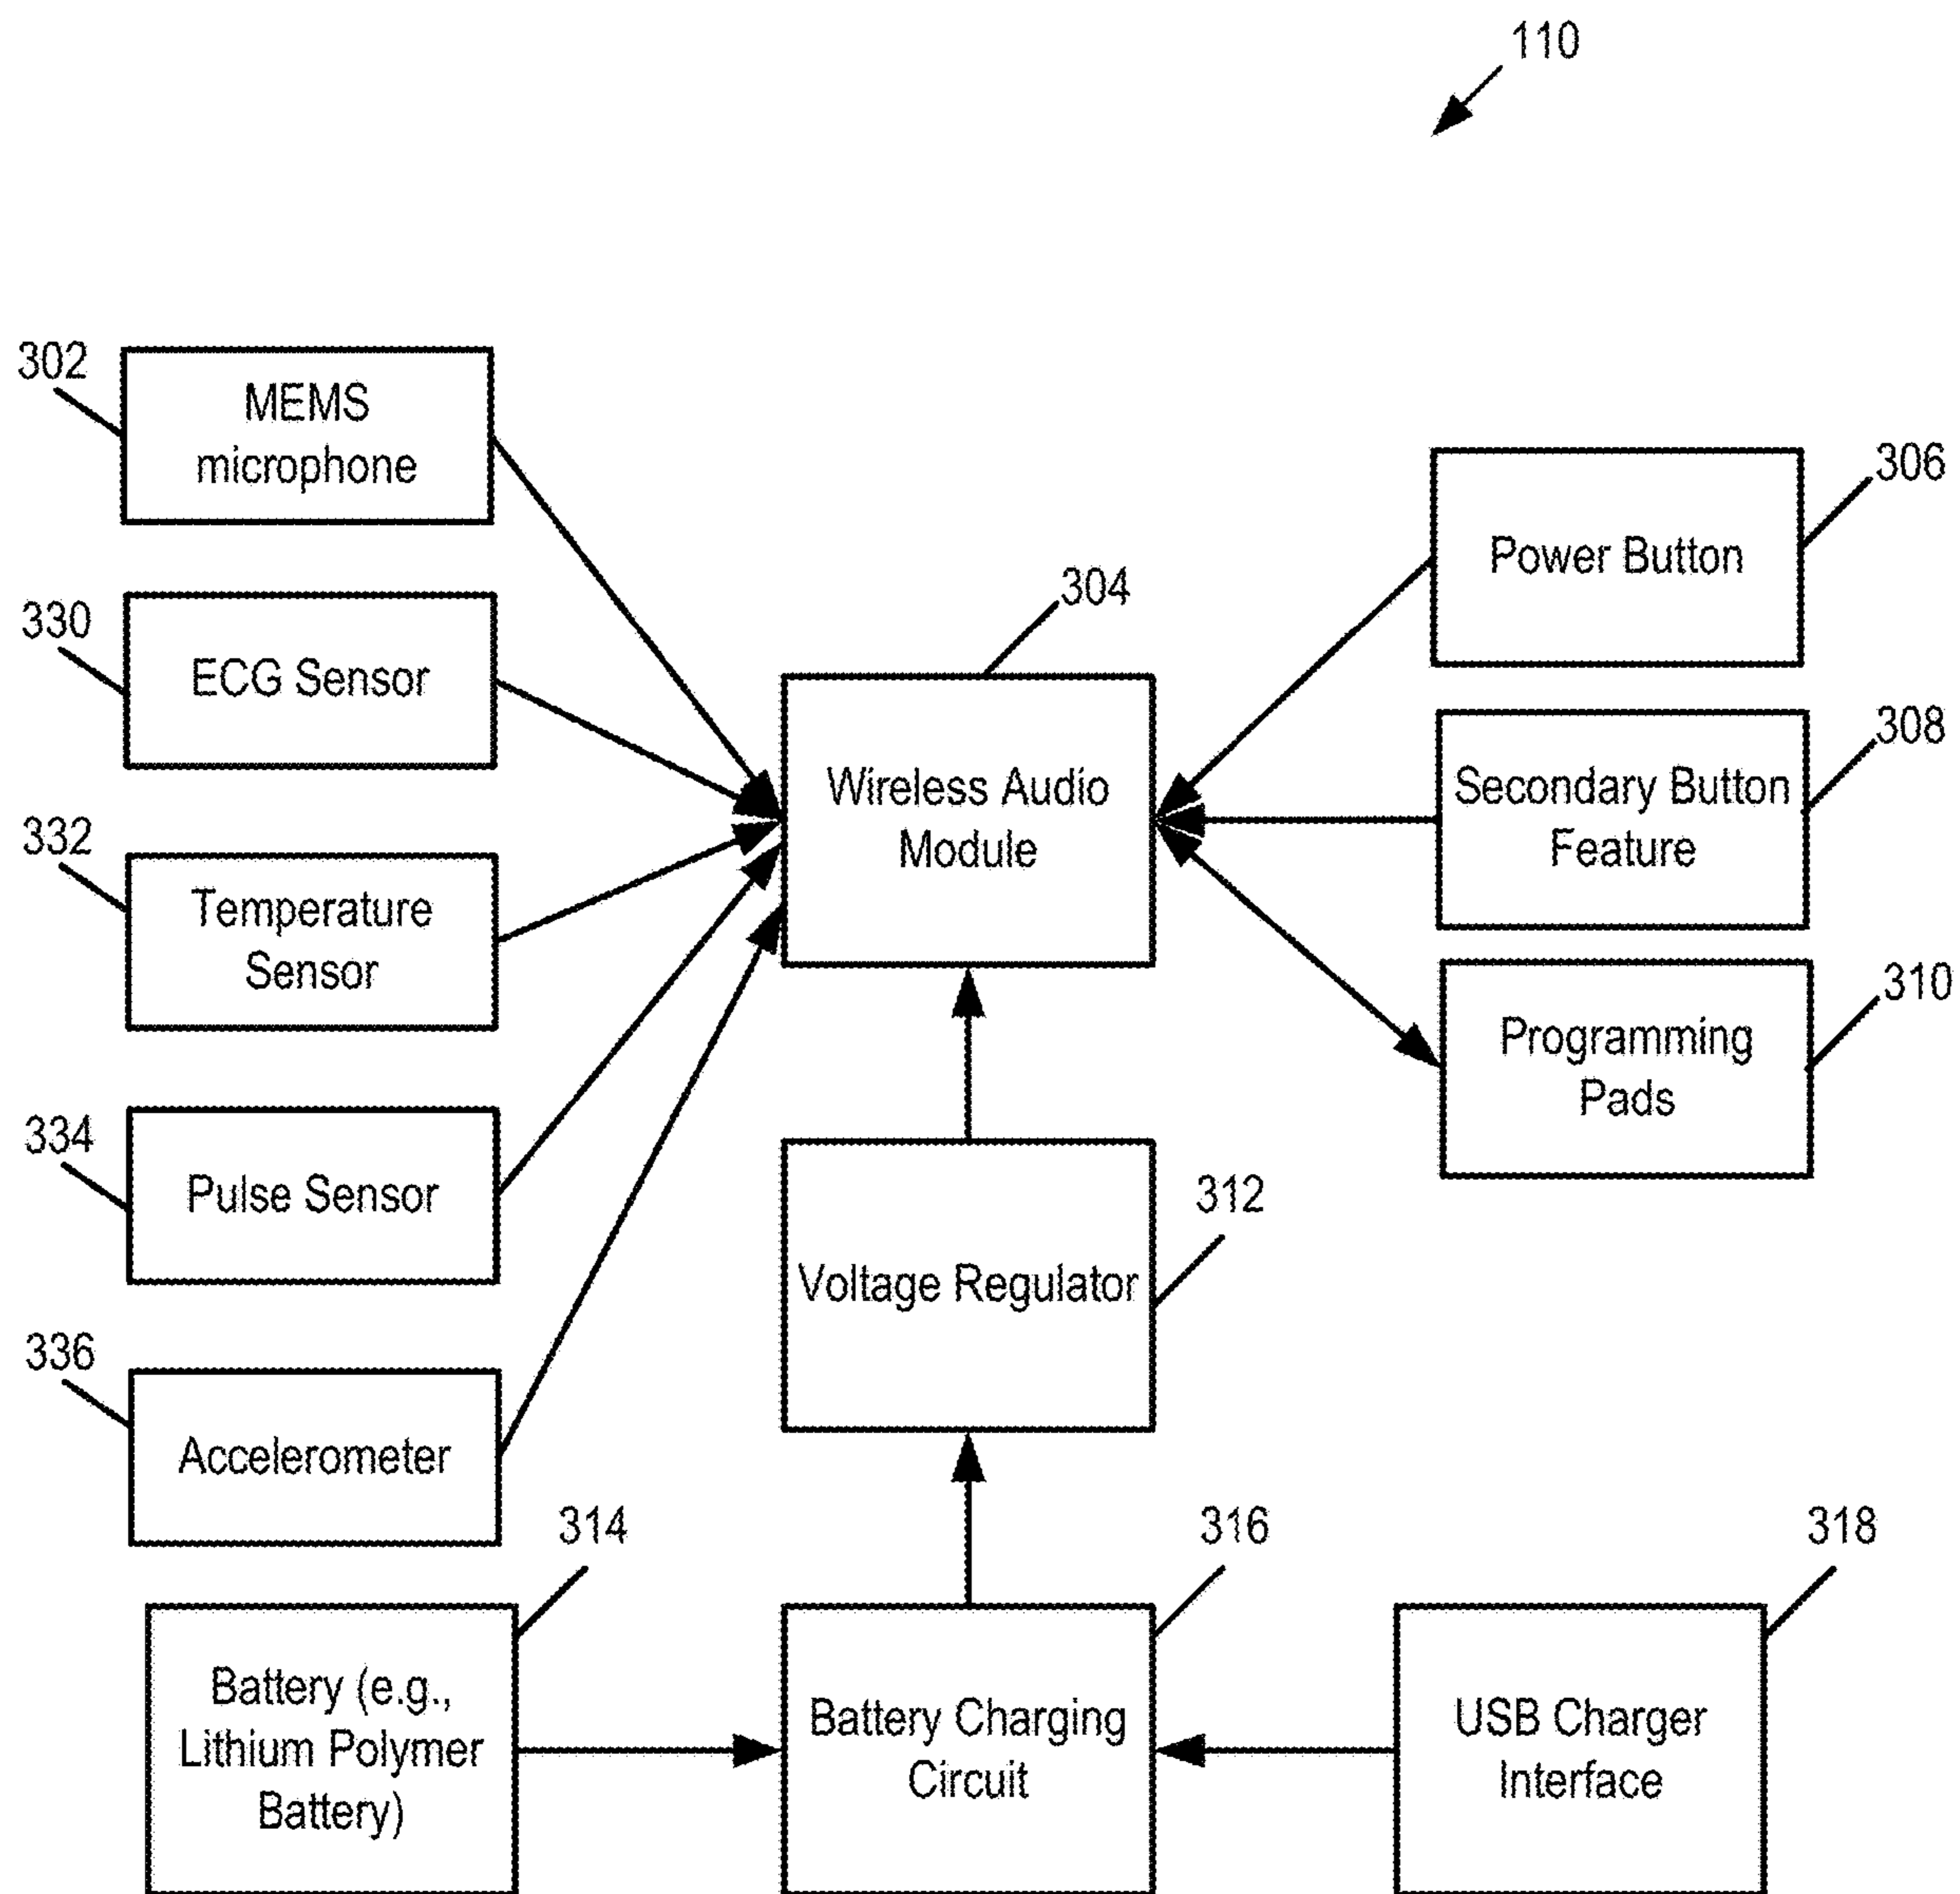 110
302
MEMS
microphone
306
Power Button
330
ECG Sensor
304
Wireless Audio
Module
308
Secondary Button
Feature
332
Temperature
Sensor
310
Programming
Pads
334
Pulse Sensor
312
Voltage Regulator
336
Accelerometer
314
Battery (e.g.,
Lithium Polymer
Battery)
316
Battery Charging
Circuit
318
USB Charger
Interface